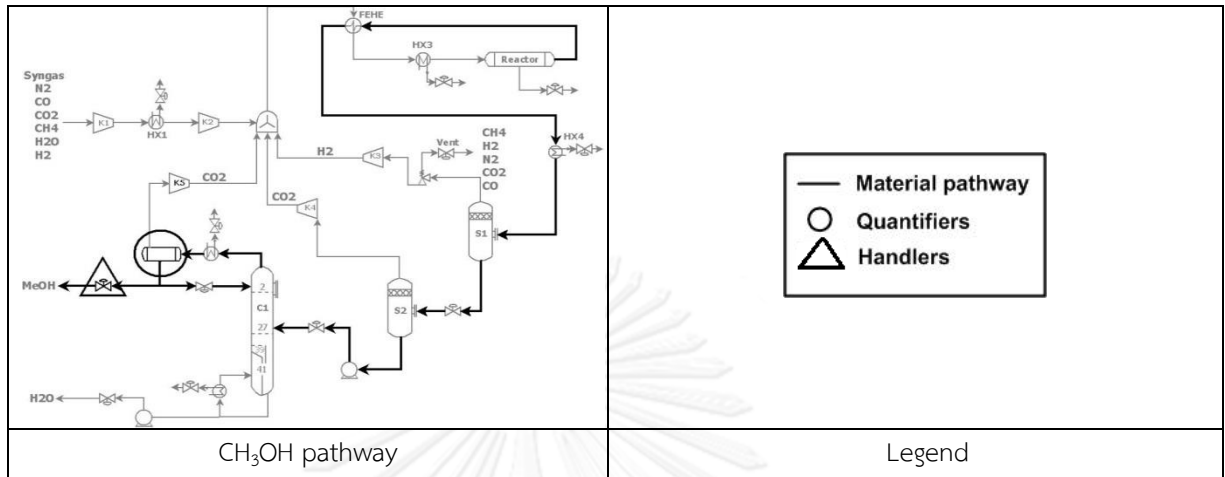 FEHE
HX3
Reactor
Syngas
N2
CO
CO2
CH4
H2O
H2
K1
HX1
K2
Vent
CH4
H2
N2
CO2
CO
HX4
H2
K3
K5
CO2
CO2
K4
S1
MeOH
2
C1
27
S2
39
41
H2O
CH₃OH pathway
Material pathway
Quantifiers
Handlers
Legend